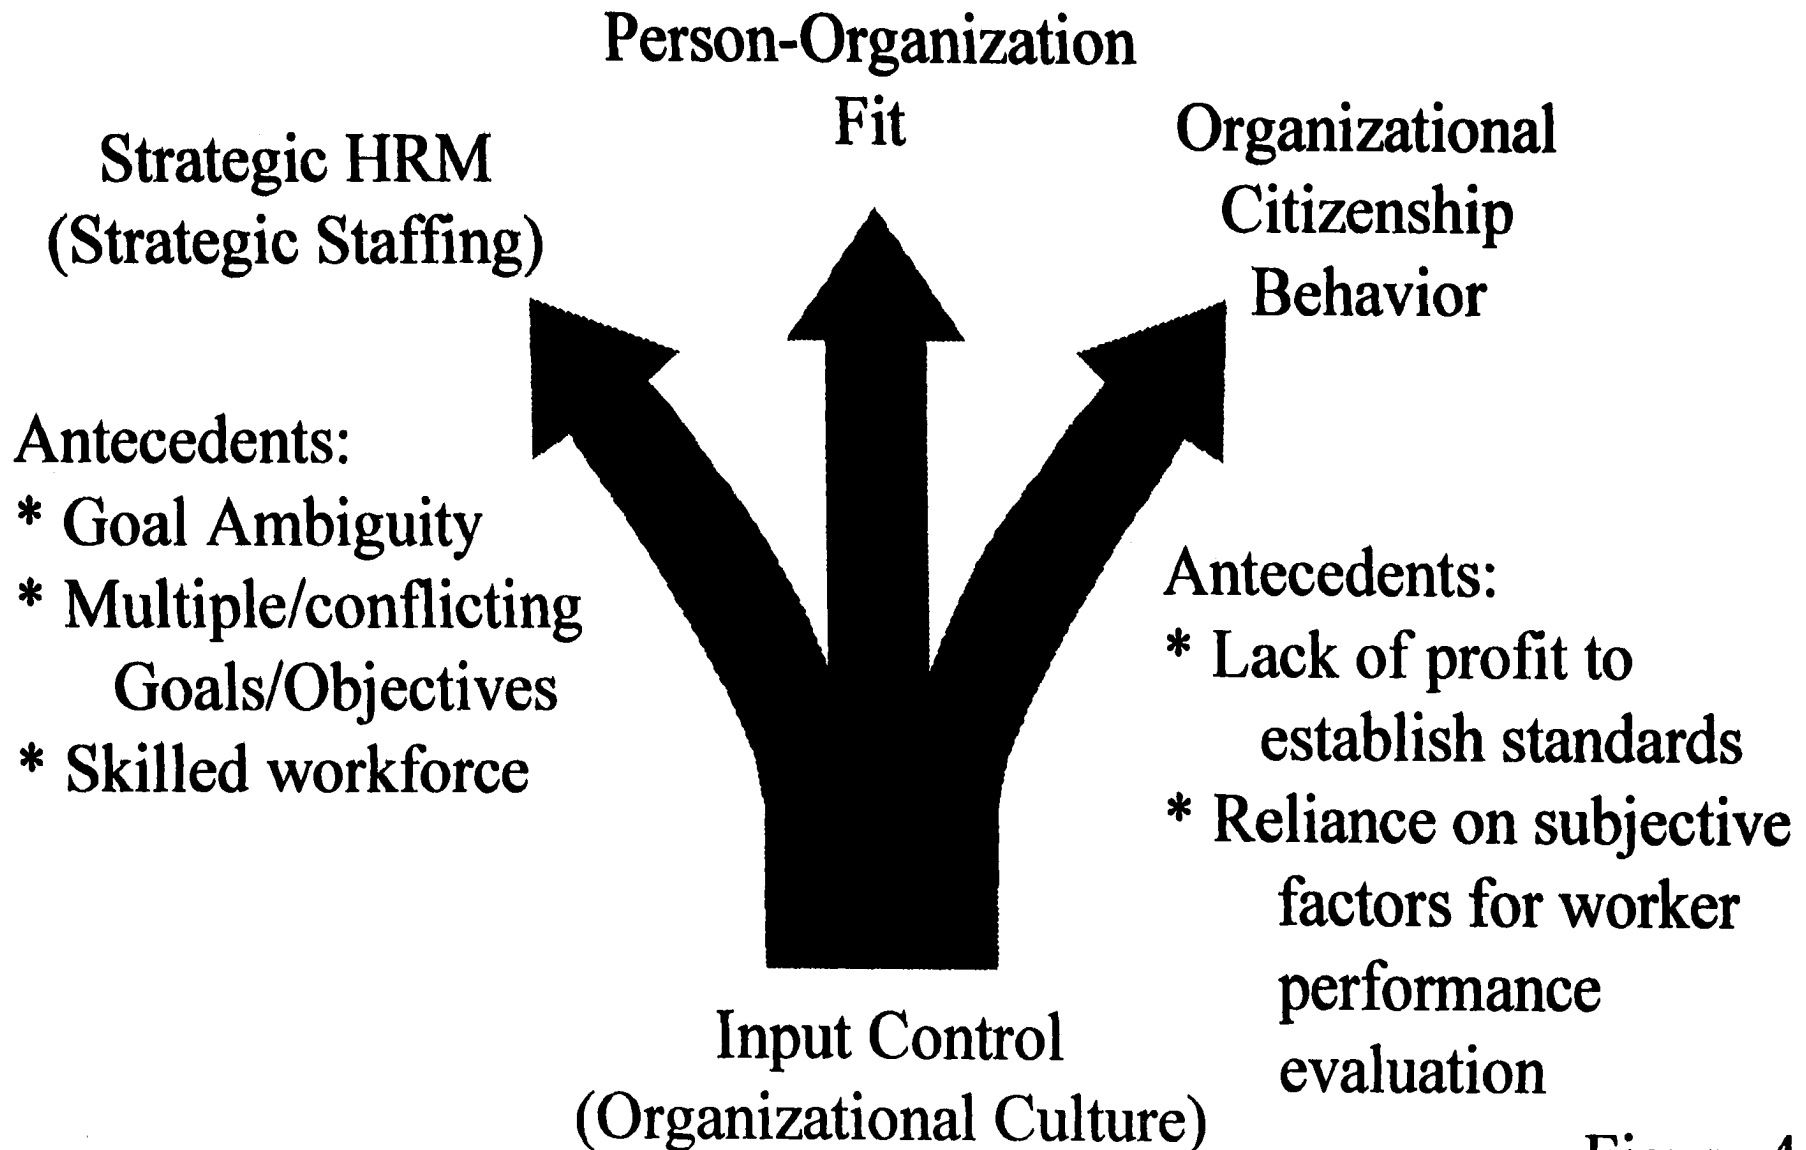 Person-Organization
Fit
Strategic HRM
(Strategic Staffing)
Organizational
Citizenship
Behavior
Antecedents:
* Goal Ambiguity
* Multiple/conflicting
Goals/Objectives
* Skilled workforce
Antecedents:
* Lack of profit to
establish standards
* Reliance on subjective
factors for worker
performance
evaluation
Input Control
(Organizational Culture)